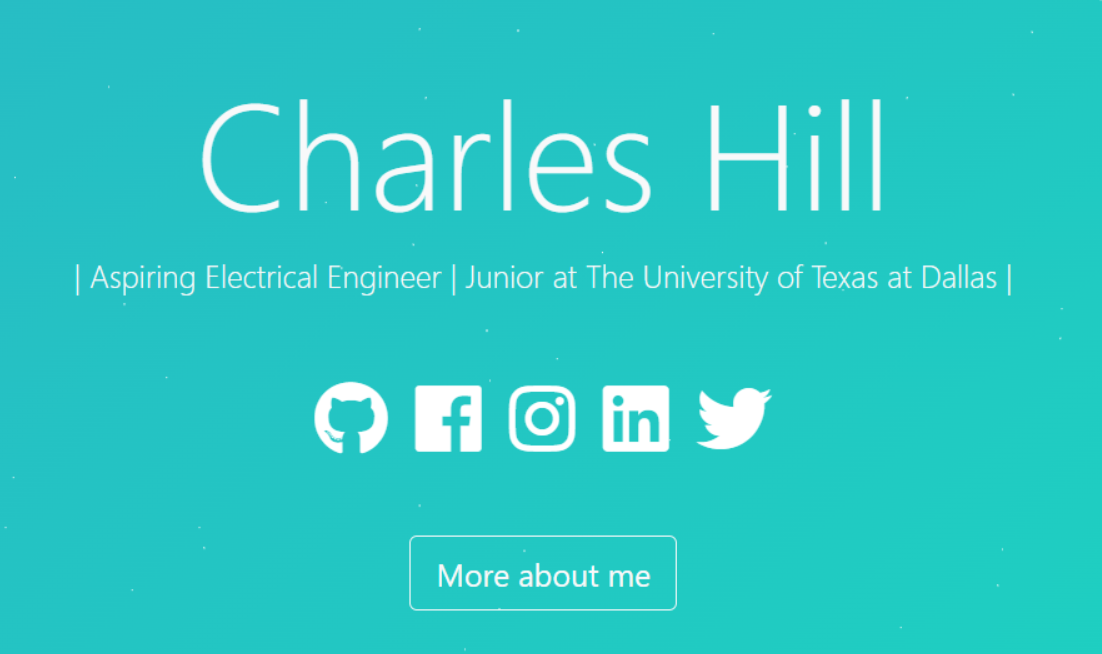 Charles Hill
| Aspiring Electrical Engineer | Junior at The University of Texas at Dallas |
More about me